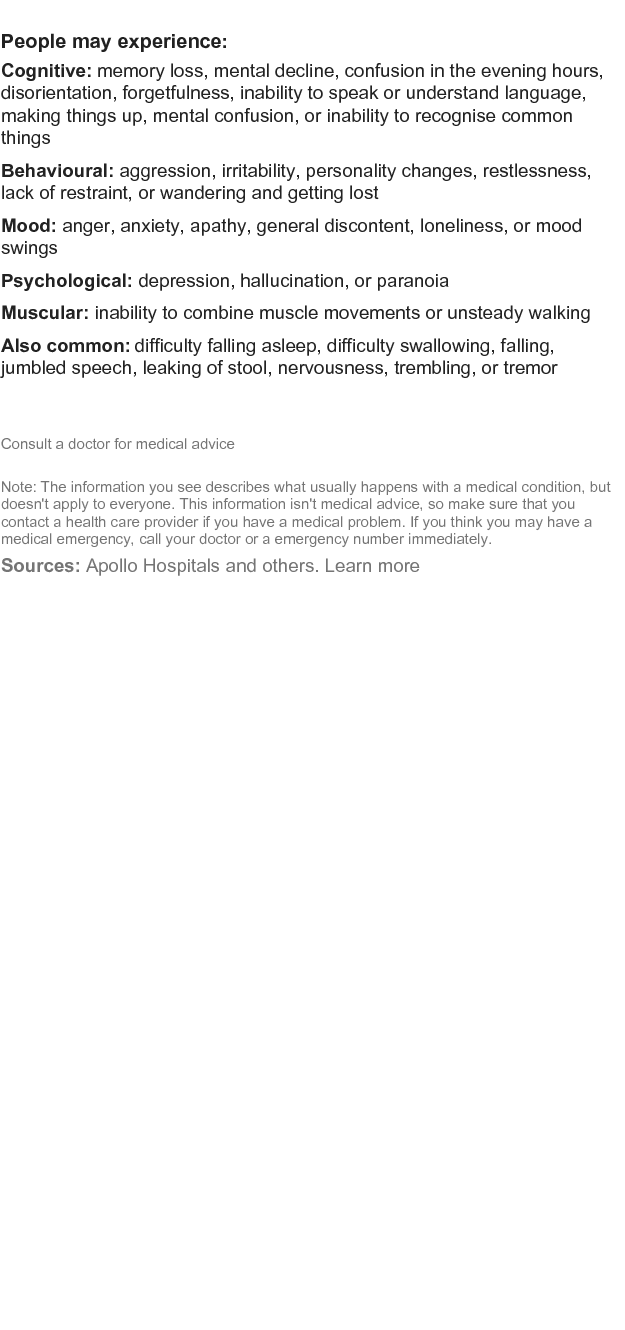 People may experience:
Cognitive: memory loss, mental decline, confusion in the evening hours,
disorientation, forgetfulness, inability to speak or understand language,
making things up, mental confusion, or inability to recognise common
things
Behavioural: aggression, irritability, personality changes, restlessness,
lack of restraint, or wandering and getting lost
Mood: anger, anxiety, apathy, general discontent, loneliness, or mood
swings
Psychological: depression, hallucination, or paranoia
Muscular: inability to combine muscle movements or unsteady walking
Also common: difficulty falling asleep, difficulty swallowing, falling,
jumbled speech, leaking of stool, nervousness, trembling, or tremor
Consult a doctor for medical advice
Note: The information you see describes what usually happens with a medical condition, but
doesn't apply to everyone. This information isn't medical advice, so make sure that you
contact a health care provider if you have a medical problem. If you think you may have a
medical emergency, call your doctor or a emergency number immediately.
Sources: Apollo Hospitals and others. Learn more